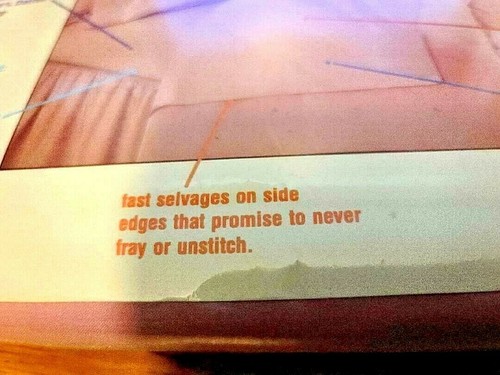 fast selvages on side
edges that promise to never
fray or unstitch.